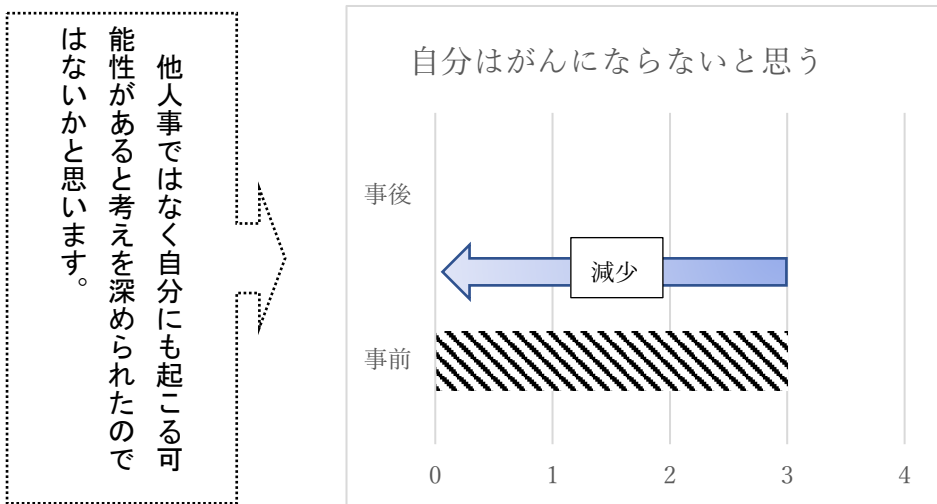 他人事ではなく自分にも起こる可
能性があると考えを深められたので
はないかと思います。
自分はがんにならないと思う
事後
減少
事前
0 1 2 3 4